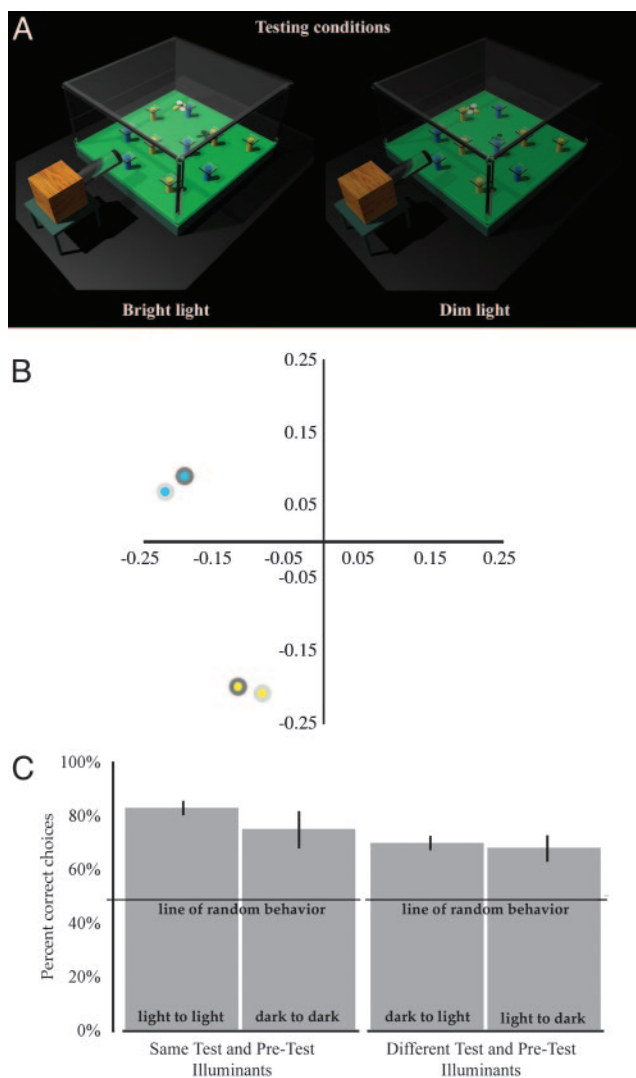 A
Testing conditions
Bright light
Dim light
B
0.25
0.15
0.05
-0.25 -0.15 -0.05 0.05 0.15 0.25
-0.05
-0.15
-0.25
C
100%
80%
60%
40%
20%
0%
Percent correct choices
line of random behavior
line of random behavior
light to light
dark to dark
dark to light
light to dark
Same Test and Pre-Test
Illuminants
Different Test and Pre-Test
Illuminants